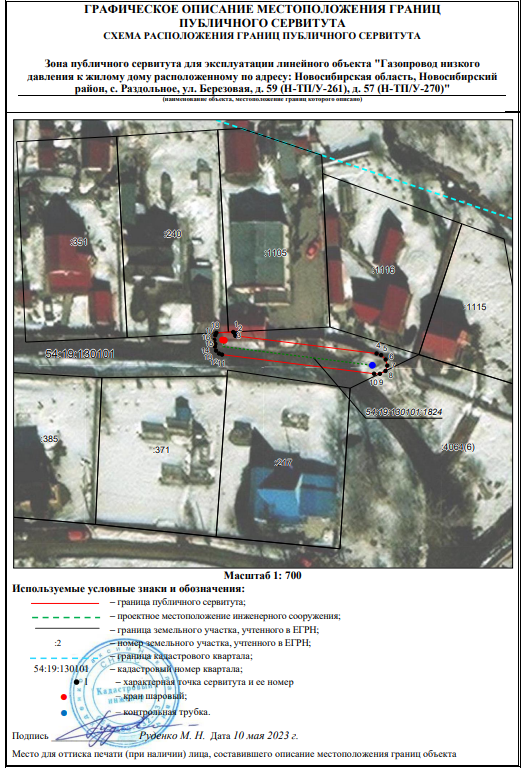 ГРАФИЧЕСКОЕ ОПИСАНИЕ МЕСТОПОЛОЖЕНИЯ ГРАНИЦ
ПУБЛИЧНОГО СЕРВИТУТА
СХЕМА РАСПОЛОЖЕНИЯ ГРАНИЦ ПУБЛИЧНОГО СЕРВИТУТА
Зона публичного сервитута для эксплуатации линейного объекта "Газопровод низкого
давления к жилому дому расположенному по адресу: Новосибирская область, Новосибирский
район, с. Раздольное, ул. Березовая, д. 59 (Н-ТП/У-261), д. 57 (Н-ТП/У-270)"
(наименование объекта, местоположение границ которого описано)
:351
:240
:1105
:1116
:1115
54:19:130101
54:19:130101:1824
:385
:371
:217
:4064(6)
Масштаб 1: 700
Используемые условные знаки и обозначения:
– граница публичного сервитута;
– проектное местоположение инженерного сооружения;
– граница земельного участка, учтенного в ЕГРН;
:2 – номер земельного участка, учтенного в ЕГРН;
– граница кадастрового квартала;
54:19:130101 – кадастровый номер квартала;
1 – характерная точка сервитута и ее номер
– кран шаровый;
– контрольная трубка.
Кадастровый
инженер
Подпись Руденко М. Н. Дата 10 мая 2023 г.
Место для оттиска печати (при наличии) лица, составившего описание местоположения границ объекта